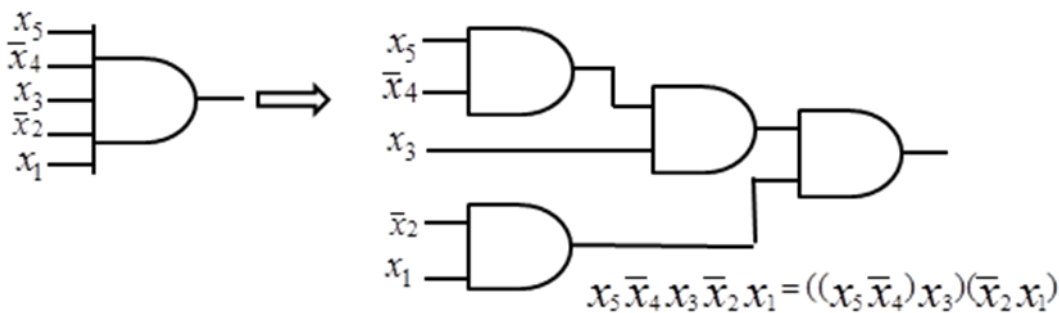 x₅
x̄₄
x₃
x̄₂
x₁
x₅
x̄₄
x₃
x̄₂
x₁
x₅x̄₄x₃x̄₂x₁=((x₅x̄₄)x₃)(x̄₂x₁)